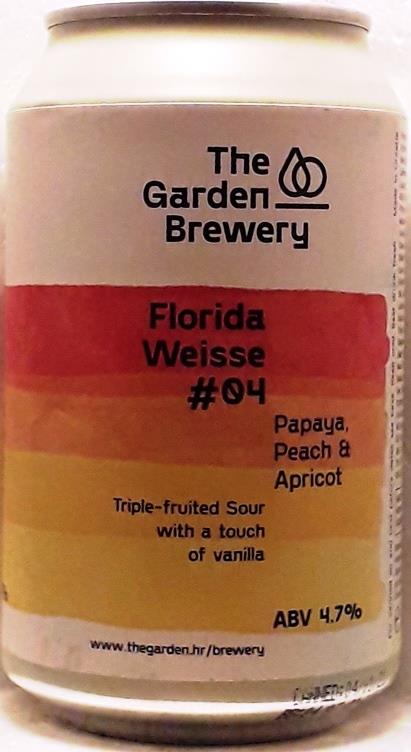 The
Garden
Brewery
Florida
Weisse
#04
Papaya,
Peach &
Apricot
Triple-fruited Sour
with a touch
of vanilla
ABV 4.7%
www.thegarden.hr/brewery